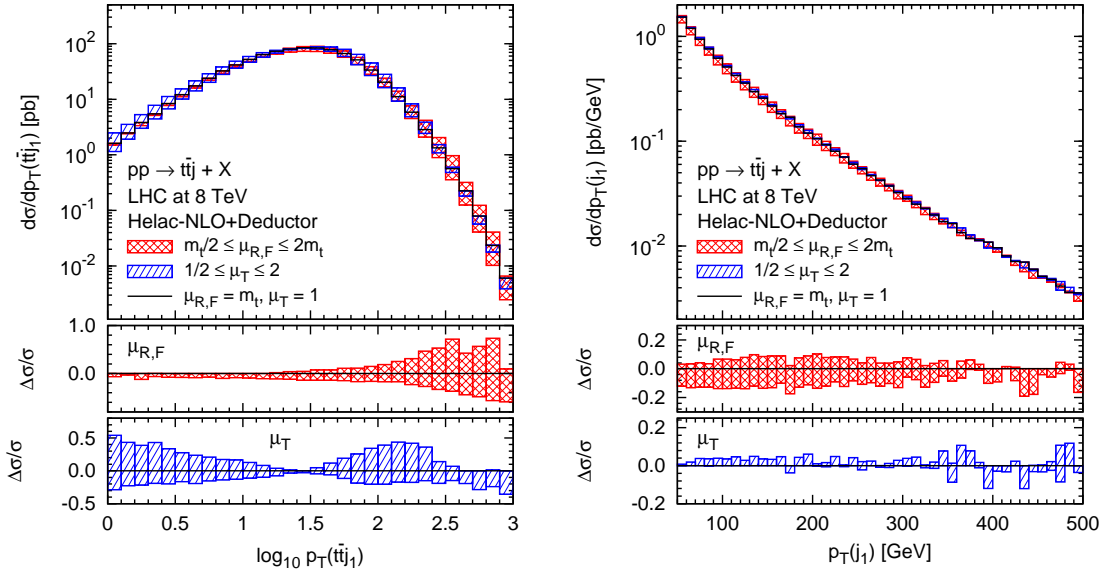 dσ/dp_T(tt̄j_1) [pb]
10^2
10^1
10^0
10^-1
10^-2
pp → tt̄j + X
LHC at 8 TeV
Helac-NLO+Deductor
m_t/2 ≤ μ_R,F ≤ 2m_t
1/2 ≤ μ_T ≤ 2
μ_R,F = m_t, μ_T = 1
Δσ/σ
1.0
0.0
μ_R,F
Δσ/σ
0.5
0.0
-0.5
μ_T
0 0.5 1 1.5 2 2.5 3
log_10 p_T(tt̄j_1)
dσ/dp_T(j_1) [pb/GeV]
10^0
10^-1
10^-2
pp → tt̄j + X
LHC at 8 TeV
Helac-NLO+Deductor
m_t/2 ≤ μ_R,F ≤ 2m_t
1/2 ≤ μ_T ≤ 2
μ_R,F = m_t, μ_T = 1
Δσ/σ
0.2
0.0
-0.2
μ_R,F
Δσ/σ
0.2
0.0
-0.2
μ_T
100 200 300 400 500
p_T(j_1) [GeV]